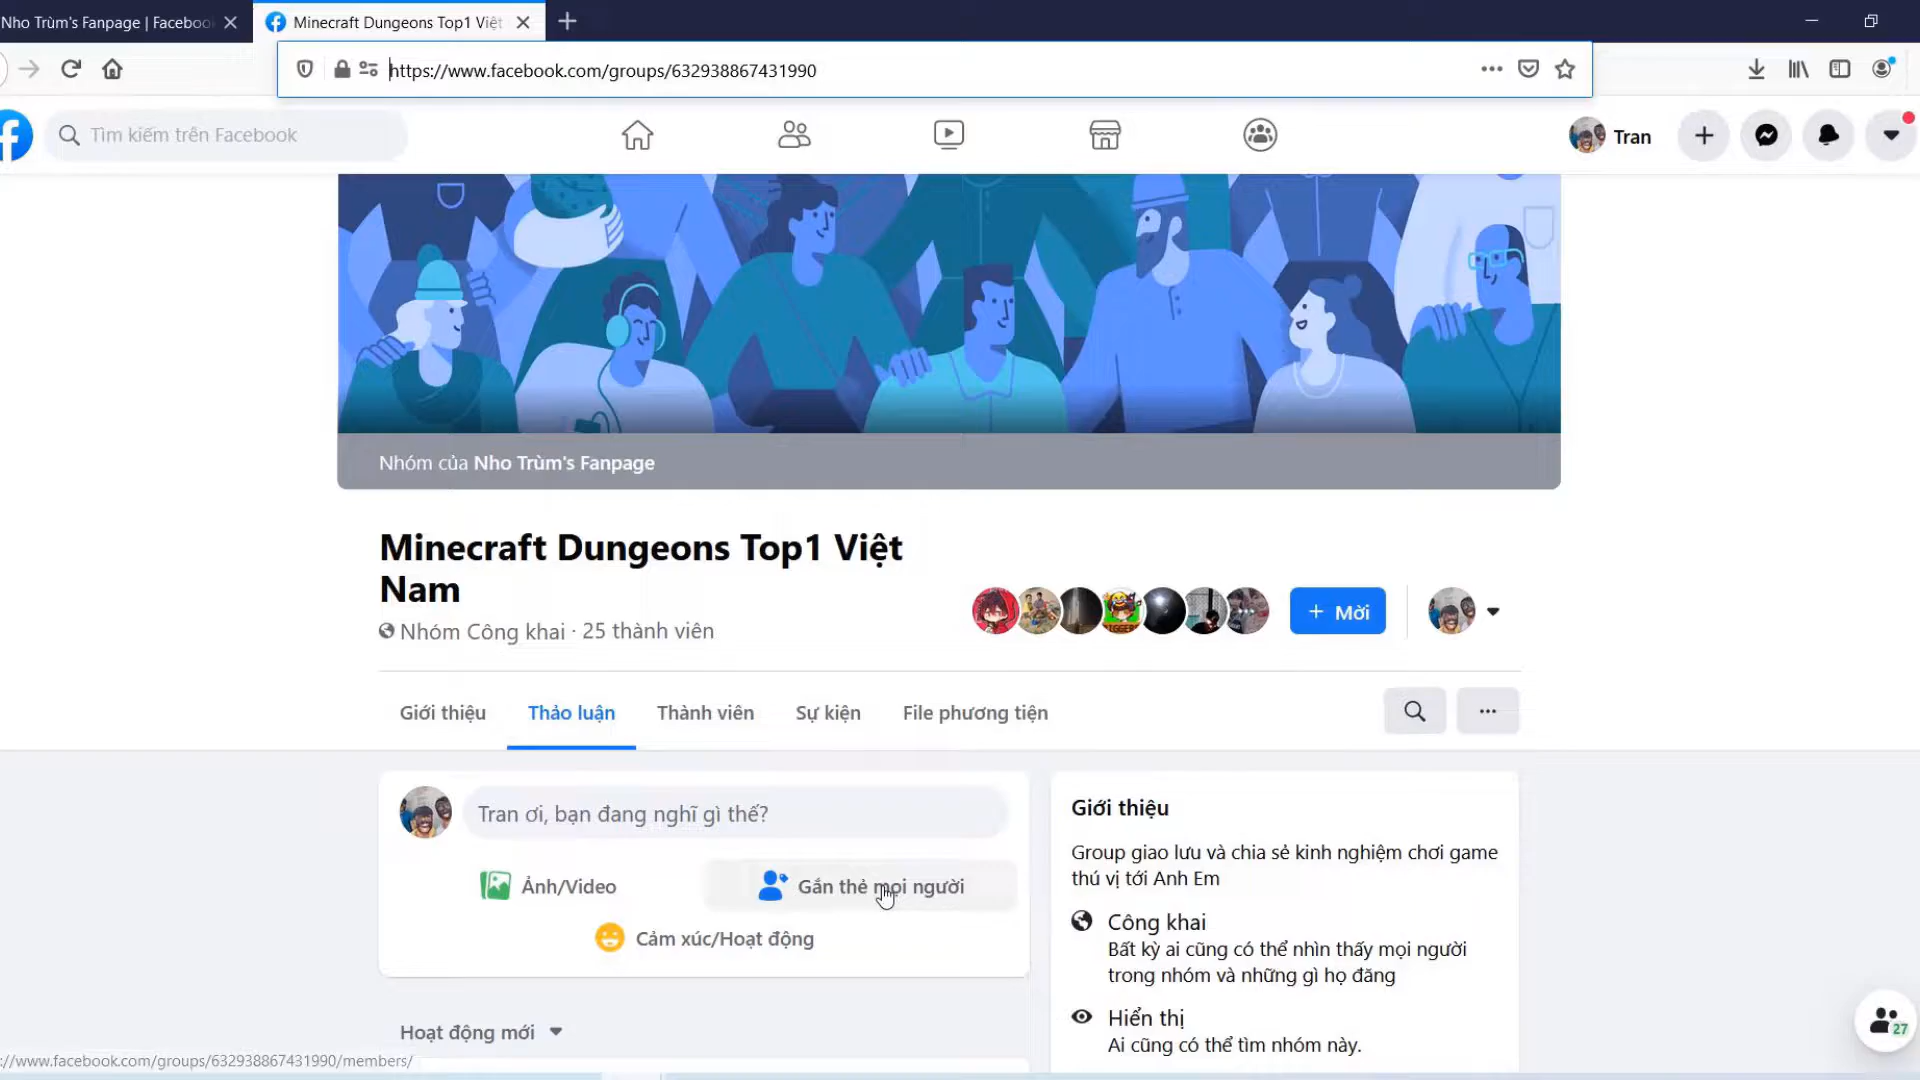 Nho Trùm's Fanpage | Facebo
Minecraft Dungeons Top1 Việt
https://www.facebook.com/groups/632938867431990
Tìm kiếm trên Facebook
Tran
Nhóm của Nho Trùm's Fanpage
Minecraft Dungeons Top1 Việt
Nam
Nhóm Công khai · 25 thành viên
+ Mời
Giới thiệu
Thảo luận
Thành viên
Sự kiện
File phương tiện
Tran ơi, bạn đang nghĩ gì thế?
Ảnh/Video
Gắn thẻ mọi người
Cảm xúc/Hoạt động
Giới thiệu
Group giao lưu và chia sẻ kinh nghiệm chơi game
thú vị tới Anh Em
Công khai
Bất kỳ ai cũng có thể nhìn thấy mọi người
trong nhóm và những gì họ đăng
Hiển thị
Ai cũng có thể tìm nhóm này.
Hoạt động mới
27
://www.facebook.com/groups/632938867431990/members/